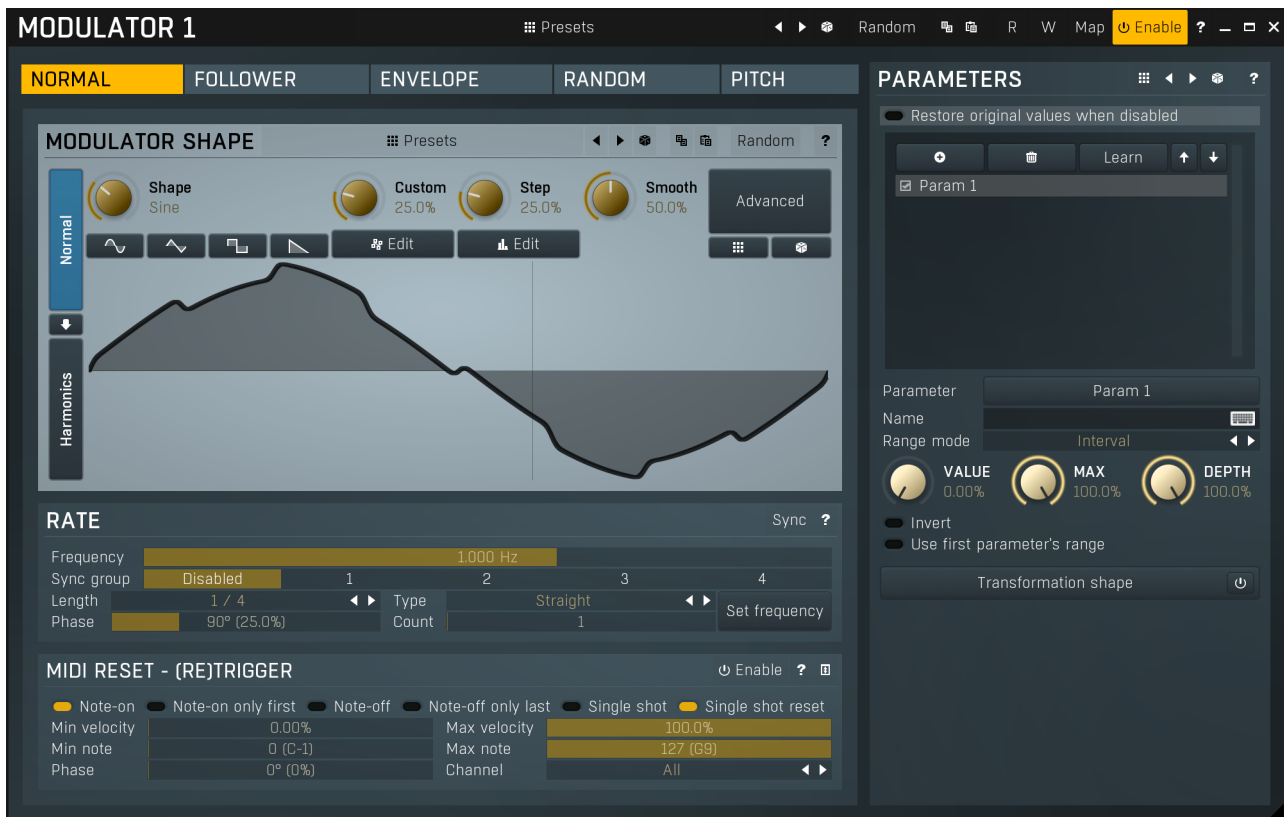 MODULATOR 1 Presets Random R W Map Enable ?
NORMAL FOLLOWER ENVELOPE RANDOM PITCH
MODULATOR SHAPE Presets Random ?
Normal
Harmonics
Shape
Sine
Custom
25.0%
Step
25.0%
Smooth
50.0%
Advanced
Edit Edit
RATE Sync ?
Frequency 1.000 Hz
Sync group Disabled 1 2 3 4
Length 1 / 4 Type Straight
Set frequency
Phase 90° (25.0%) Count 1
MIDI RESET - (RE)TRIGGER Enable ?
Note-on Note-on only first Note-off Note-off only last Single shot Single shot reset
Min velocity 0.00% Max velocity 100.0%
Min note 0 (C-1) Max note 127 (G9)
Phase 0° (0%) Channel All
PARAMETERS ?
Restore original values when disabled
Learn
Param 1
Parameter Param 1
Name
Range mode Interval
VALUE
0.00%
MAX
100.0%
DEPTH
100.0%
Invert
Use first parameter's range
Transformation shape